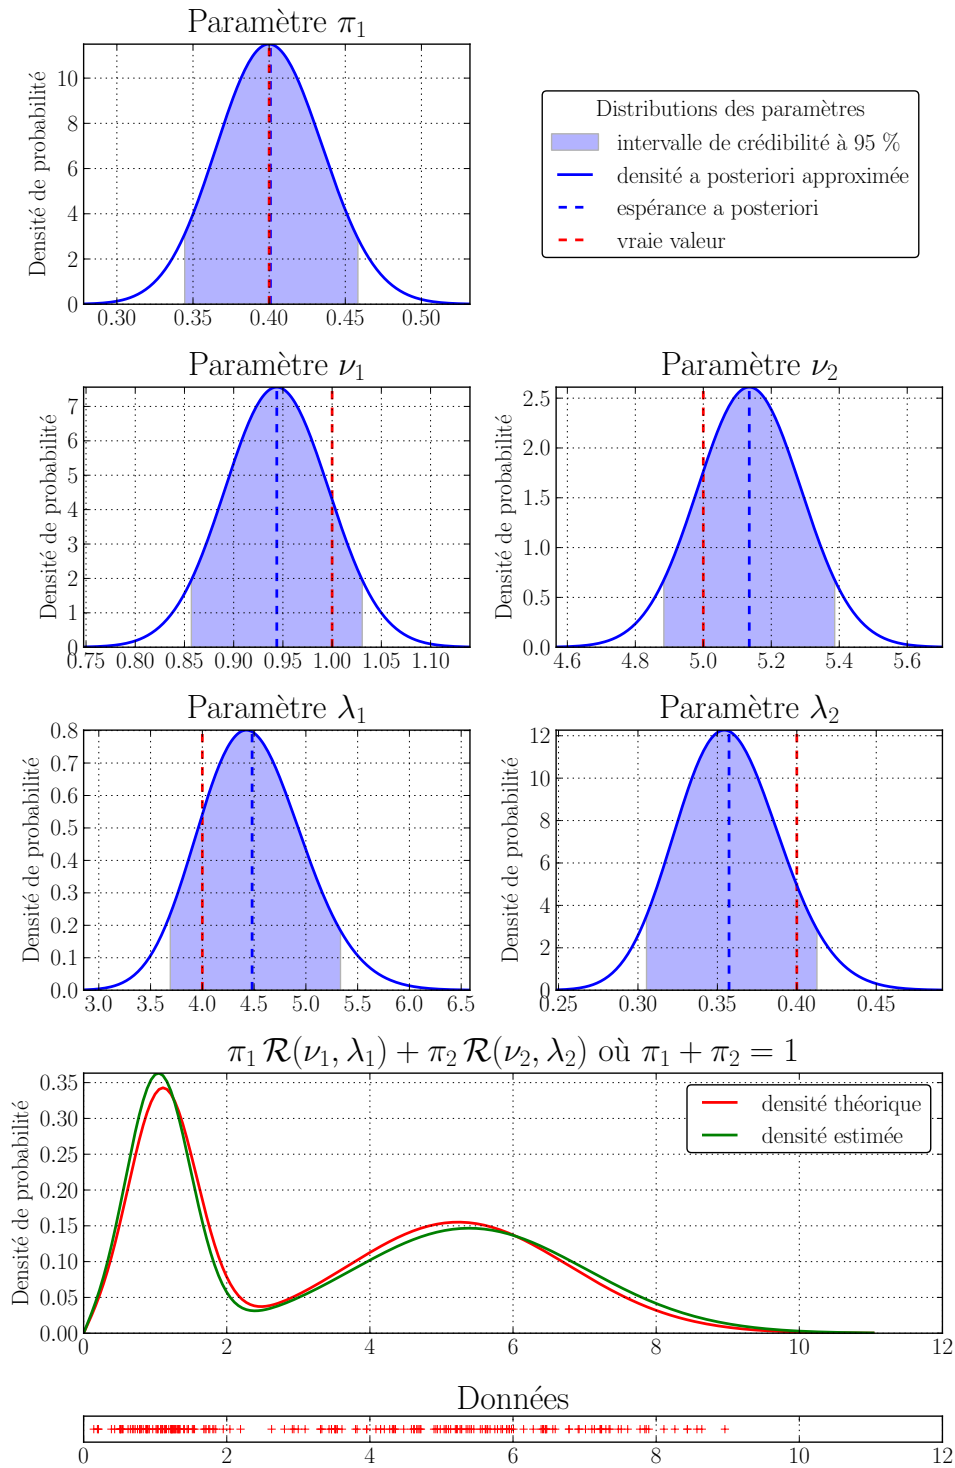 Paramètre π₁
Densité de probabilité
10
8
6
4
2
0
0.30 0.35 0.40 0.45 0.50
Distributions des paramètres
intervalle de crédibilité à 95 %
densité a posteriori approximée
espérance a posteriori
vraie valeur
Paramètre ν₁
Densité de probabilité
7
6
5
4
3
2
1
0
0.75 0.80 0.85 0.90 0.95 1.00 1.05 1.10
Paramètre ν₂
Densité de probabilité
2.5
2.0
1.5
1.0
0.5
0.0
4.6 4.8 5.0 5.2 5.4 5.6
Paramètre λ₁
Densité de probabilité
0.8
0.7
0.6
0.5
0.4
0.3
0.2
0.1
0.0
3.0 3.5 4.0 4.5 5.0 5.5 6.0 6.5
Paramètre λ₂
Densité de probabilité
12
10
8
6
4
2
0
0.25 0.30 0.35 0.40 0.45
π₁ ℛ(ν₁, λ₁) + π₂ ℛ(ν₂, λ₂) où π₁ + π₂ = 1
Densité de probabilité
0.35
0.30
0.25
0.20
0.15
0.10
0.05
0.00
0 2 4 6 8 10 12
densité théorique
densité estimée
Données
0 2 4 6 8 10 12